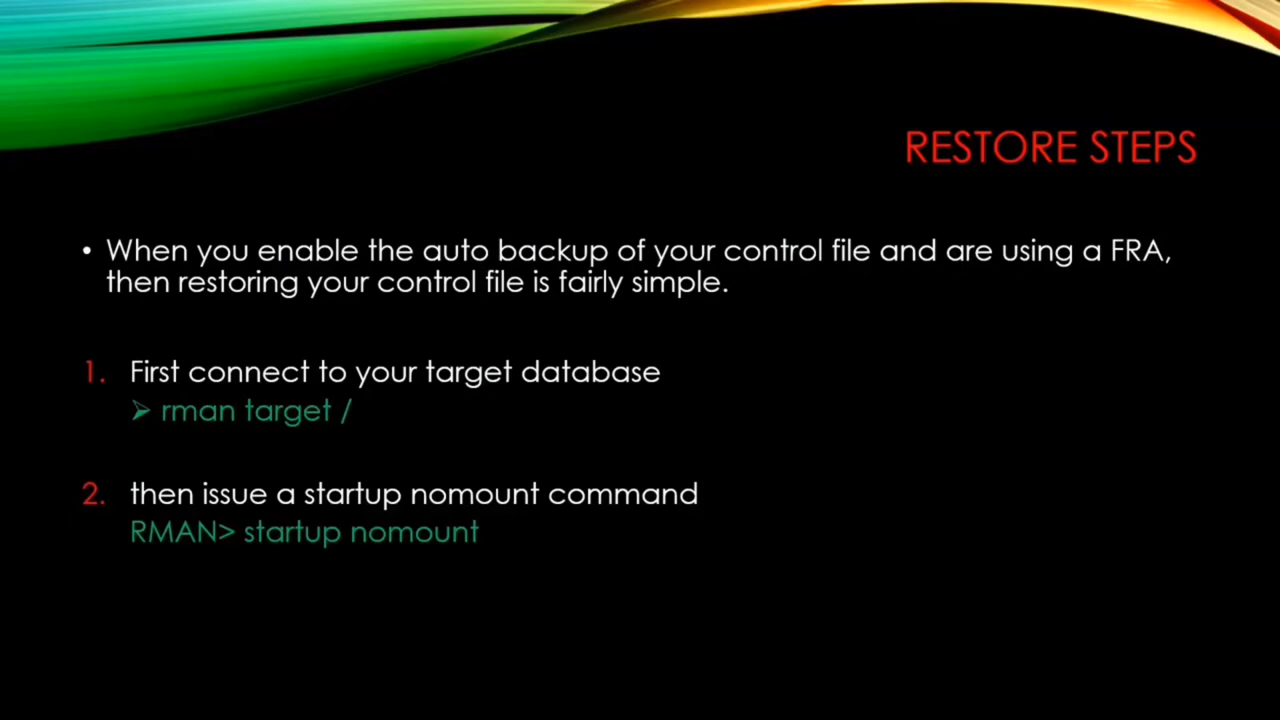 RESTORE STEPS
• When you enable the auto backup of your control file and are using a FRA,
then restoring your control file is fairly simple.
1. First connect to your target database
➢ rman target /
2. then issue a startup nomount command
RMAN> startup nomount